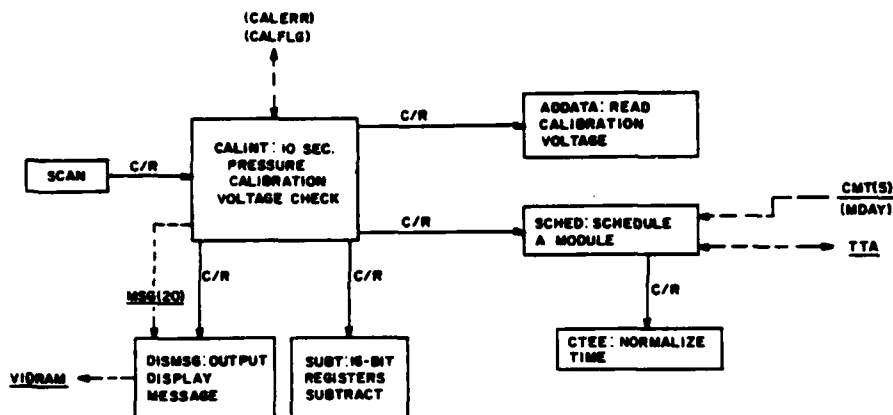 (CALERR)
(CALFLG)
C/R
ADDATA: READ
CALIBRATION
VOLTAGE
CALINT: 10 SEC.
PRESSURE
CALIBRATION
VOLTAGE CHECK
C/R
SCAN
CMT(5)
(MDAY)
C/R
SCHED: SCHEDULE
A MODULE
TTA
C/R
C/R
C/R
MSG(20)
CTEE: NORMALIZE
TIME
DISMSG: OUTPUT
DISPLAY
MESSAGE
SUBT: 16-BIT
REGISTERS
SUBTRACT
VIDRAM